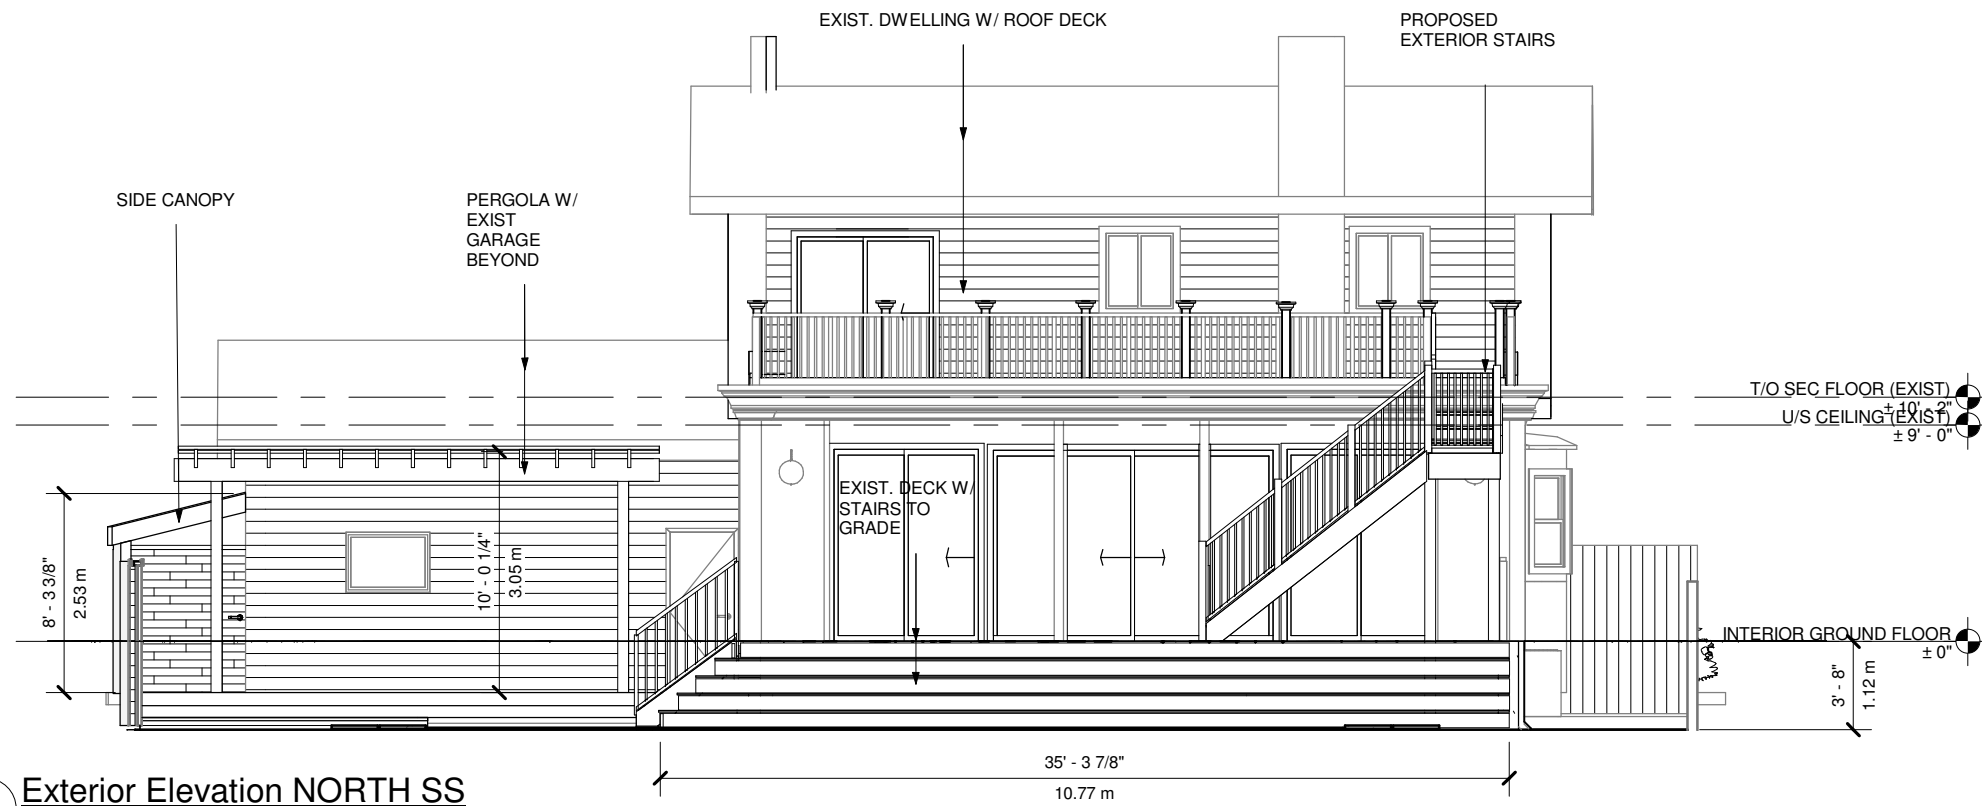 EXIST. DWELLING W/ ROOF DECK
PROPOSED
EXTERIOR STAIRS
SIDE CANOPY
PERGOLA W/
EXIST
GARAGE
BEYOND
T/O SEC FLOOR (EXIST)
± 10' - 2"
U/S CEILING (EXIST)
± 9' - 0"
EXIST. DECK W/
STAIRS TO
GRADE
8' - 3 3/8"
2.53 m
10' - 0 1/4"
3.05 m
INTERIOR GROUND FLOOR
± 0"
3' - 8"
1.12 m
35' - 3 7/8"
10.77 m
Exterior Elevation NORTH SS